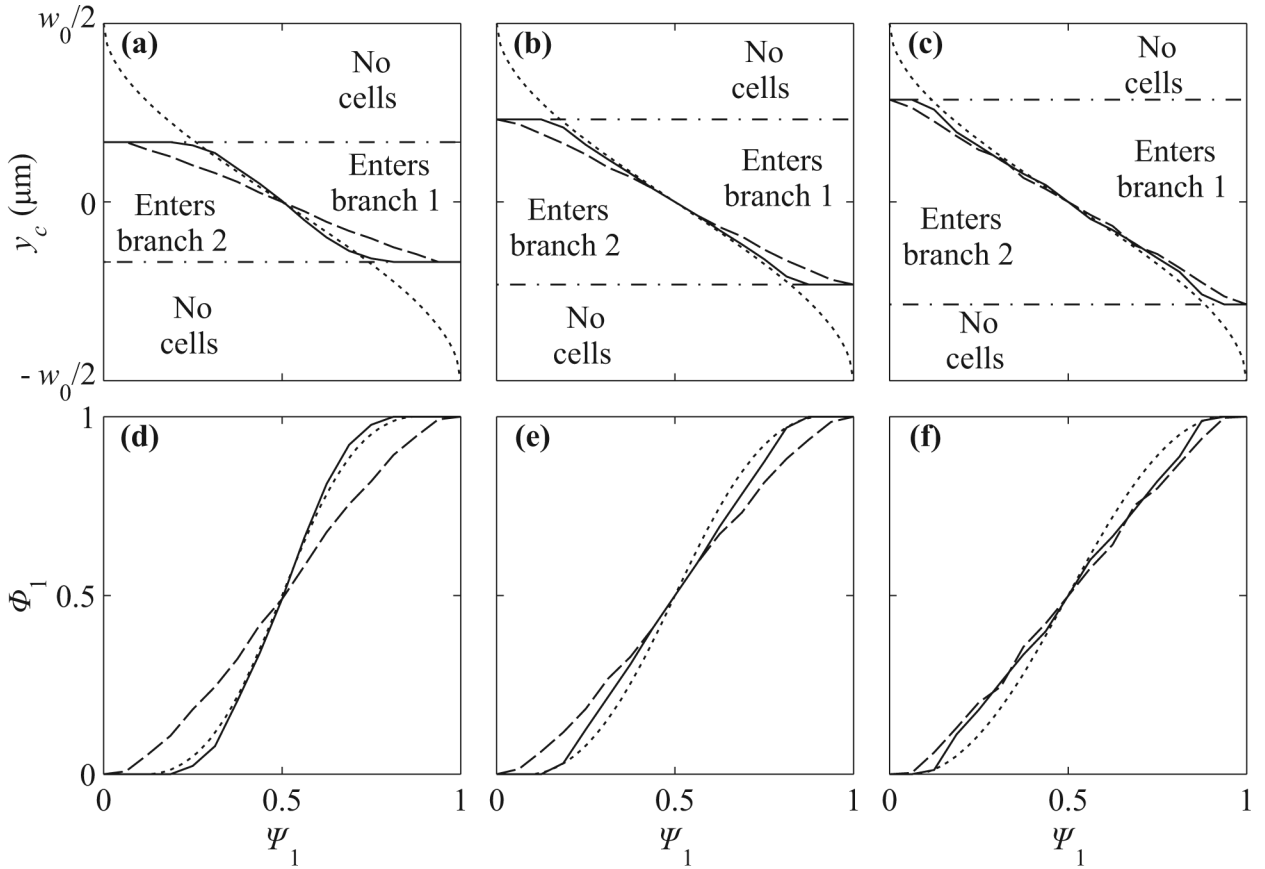 w₀/2
(a)
No
cells
(b)
No
cells
(c)
No
cells
y_c (μm)
0
Enters
branch 1
Enters
branch 2
Enters
branch 1
Enters
branch 2
Enters
branch 1
Enters
branch 2
No
cells
No
cells
No
cells
- w₀/2
1
(d)
(e)
(f)
Φ₁
0.5
0
0 0.5 1
0 0.5 1
0 0.5 1
Ψ₁
Ψ₁
Ψ₁